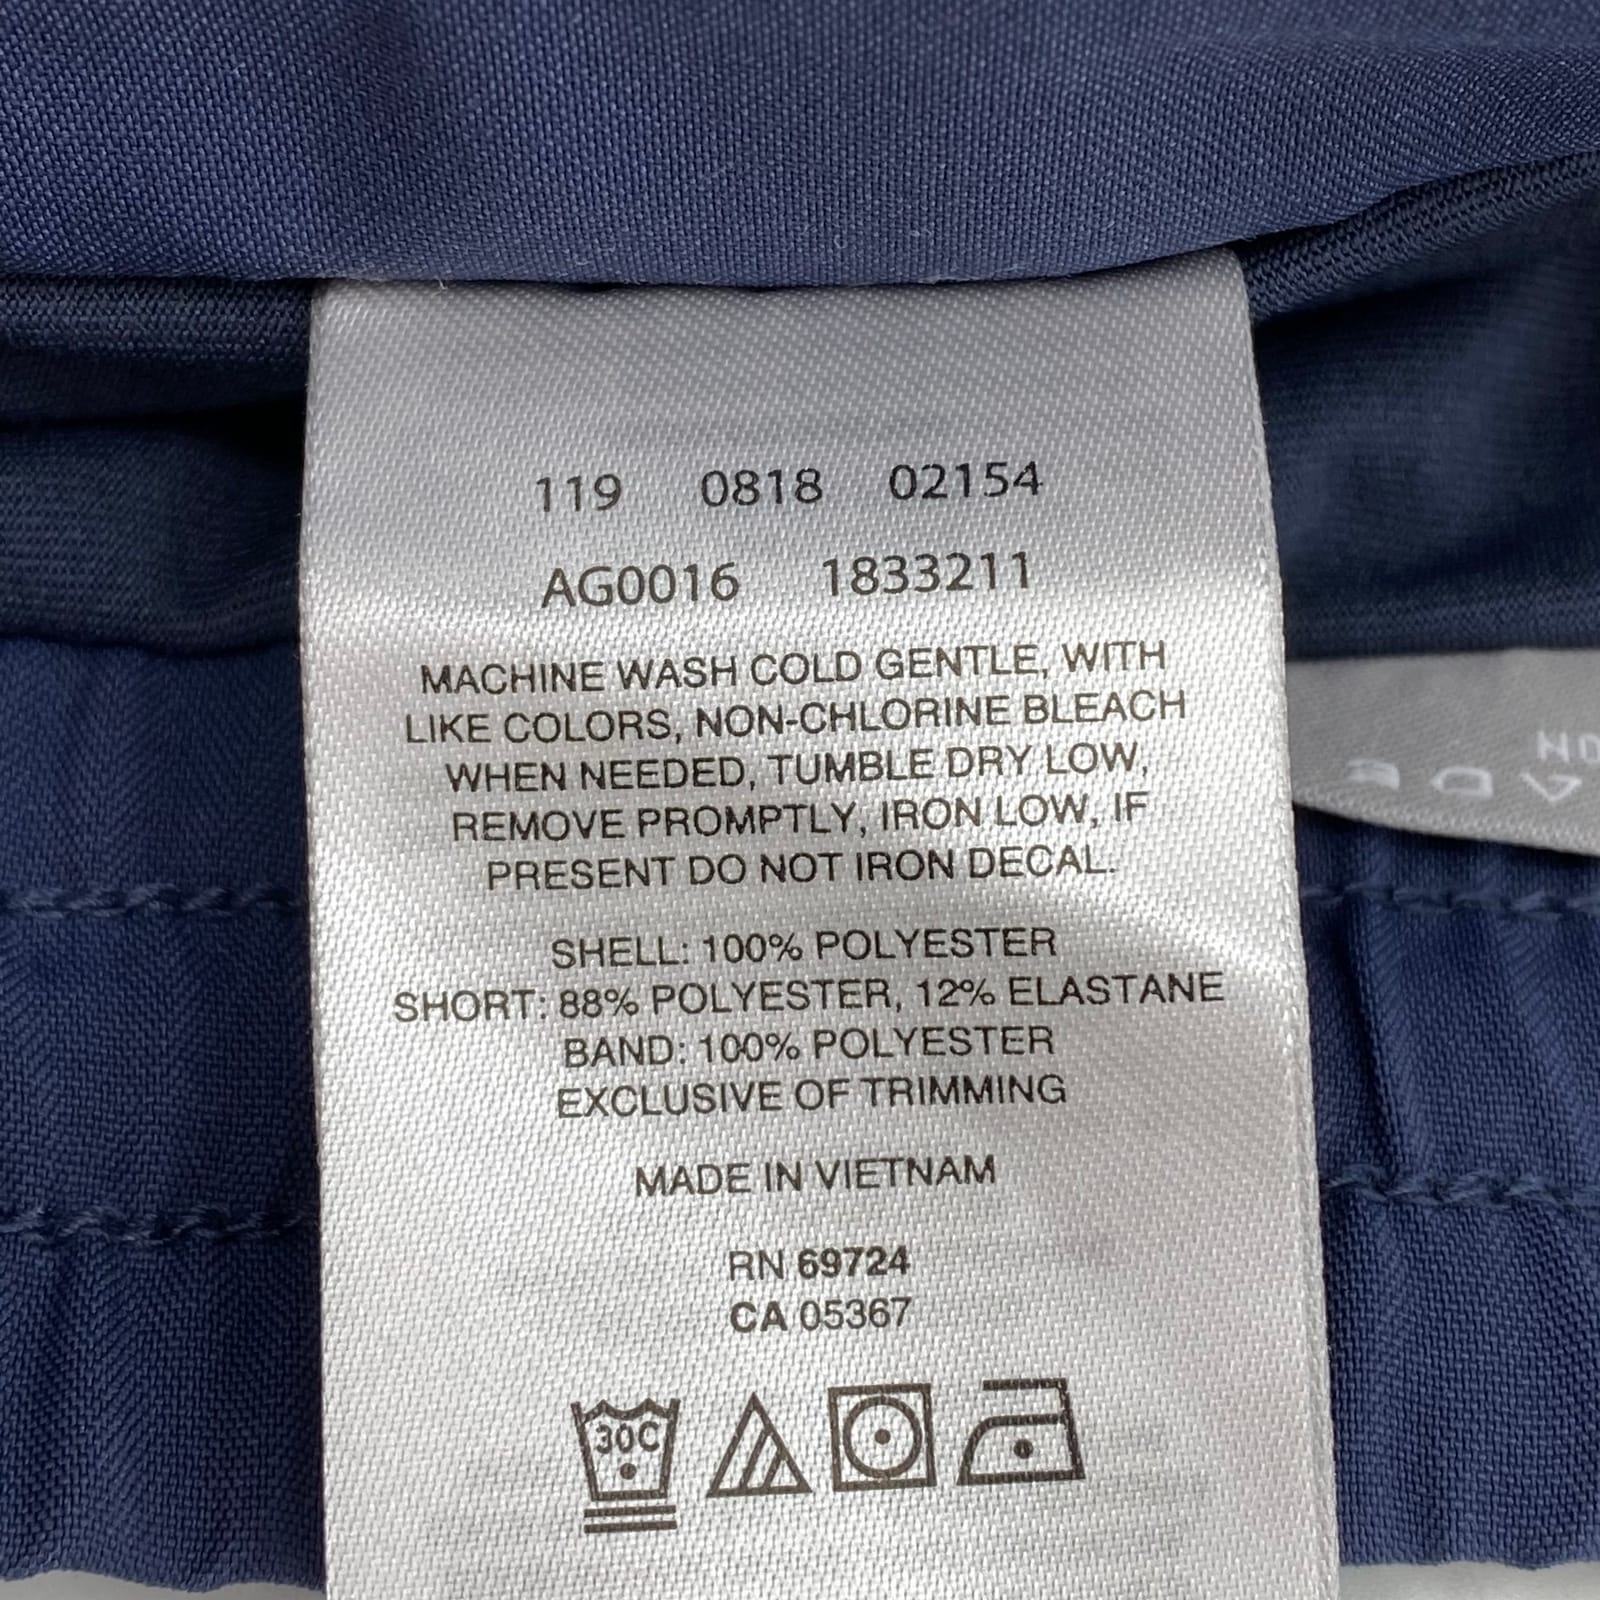 119 0818 02154
AG0016 1833211
MACHINE WASH COLD GENTLE, WITH
LIKE COLORS, NON-CHLORINE BLEACH
WHEN NEEDED, TUMBLE DRY LOW,
REMOVE PROMPTLY, IRON LOW, IF
PRESENT DO NOT IRON DECAL.
SHELL: 100% POLYESTER
SHORT: 88% POLYESTER, 12% ELASTANE
BAND: 100% POLYESTER
EXCLUSIVE OF TRIMMING
MADE IN VIETNAM
RN 69724
CA 05367
30C